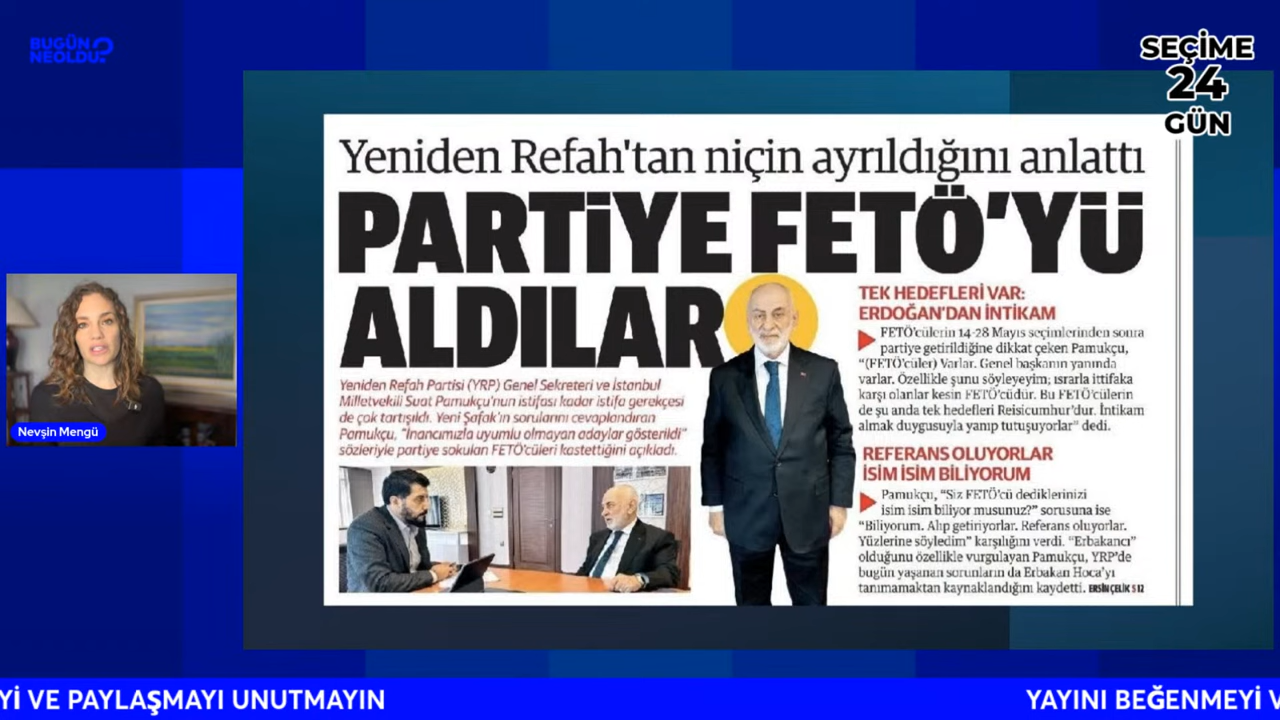 BUGÜN
NEOLDU?
SEÇİME
24
GÜN
Yeniden Refah'tan niçin ayrıldığını anlattı
PARTİYE FETÖ'YÜ
ALDILAR
Yeniden Refah Partisi (YRP) Genel Sekreteri ve İstanbul
Milletvekili Suat Pamukçu'nun istifası kadar istifa gerekçesi
de çok tartışıldı. Yeni Şafak'ın sorularını cevaplandıran
Pamukçu, "İnancımızla uyumlu olmayan adaylar gösterildi"
sözleriyle partiye sokulan FETÖ'cüleri kastettiğini açıkladı.
TEK HEDEFLERİ VAR:
ERDOĞAN'DAN İNTİKAM
FETÖ'cülerin 14-28 Mayıs seçimlerinden sonra
partiye getirildiğine dikkat çeken Pamukçu,
"(FETÖ'cüler) Varlar. Genel başkanın yanında
varlar. Özellikle şunu söyleyeyim; ısrarla ittifaka
karşı olanlar kesin FETÖ'cüdür. Bu FETÖ'cülerin
de şu anda tek hedefleri Reisicumhur'dur. İntikam
almak duygusuyla yanıp tutuşuyorlar" dedi.
REFERANS OLUYORLAR
İSİM İSİM BİLİYORUM
Pamukçu, "Siz FETÖ'cü dediklerinizi
isim isim biliyor musunuz?" sorusuna ise
"Biliyorum. Alıp getiriyorlar. Referans oluyorlar.
Yüzlerine söyledim" karşılığını verdi. "Erbakancı"
olduğunu özellikle vurgulayan Pamukçu, YRP'de
bugün yaşanan sorunların da Erbakan Hoca'yı
tanımamaktan kaynaklandığını kaydetti. ERSİN ÇELİK S 12
Nevşin Mengü
Yİ VE PAYLAŞMAYI UNUTMAYIN
YAYINI BEĞENMEYİ V